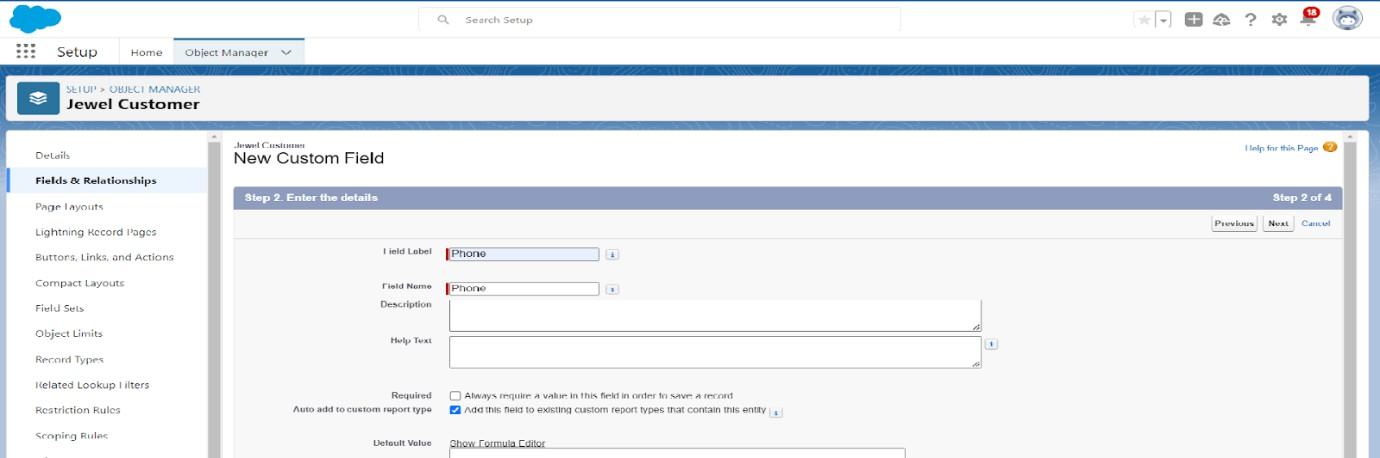 Search Setup
18
Setup
Home
Object Manager
SETUP > OBJECT MANAGER
Jewel Customer
Details
Fields & Relationships
Page Layouts
Lightning Record Pages
Buttons, Links, and Actions
Compact Layouts
Field Sets
Object Limits
Record Types
Related Lookup Filters
Restriction Rules
Scoping Rules
Jewel Customer
New Custom Field
Help for this Page
Step 2. Enter the details
Step 2 of 4
Previous Next Cancel
Field Label Phone
Field Name Phone
Description
Help Text
Required Always require a value in this field in order to save a record
Auto add to custom report type Add this field to existing custom report types that contain this entity
Default Value Show Formula Editor